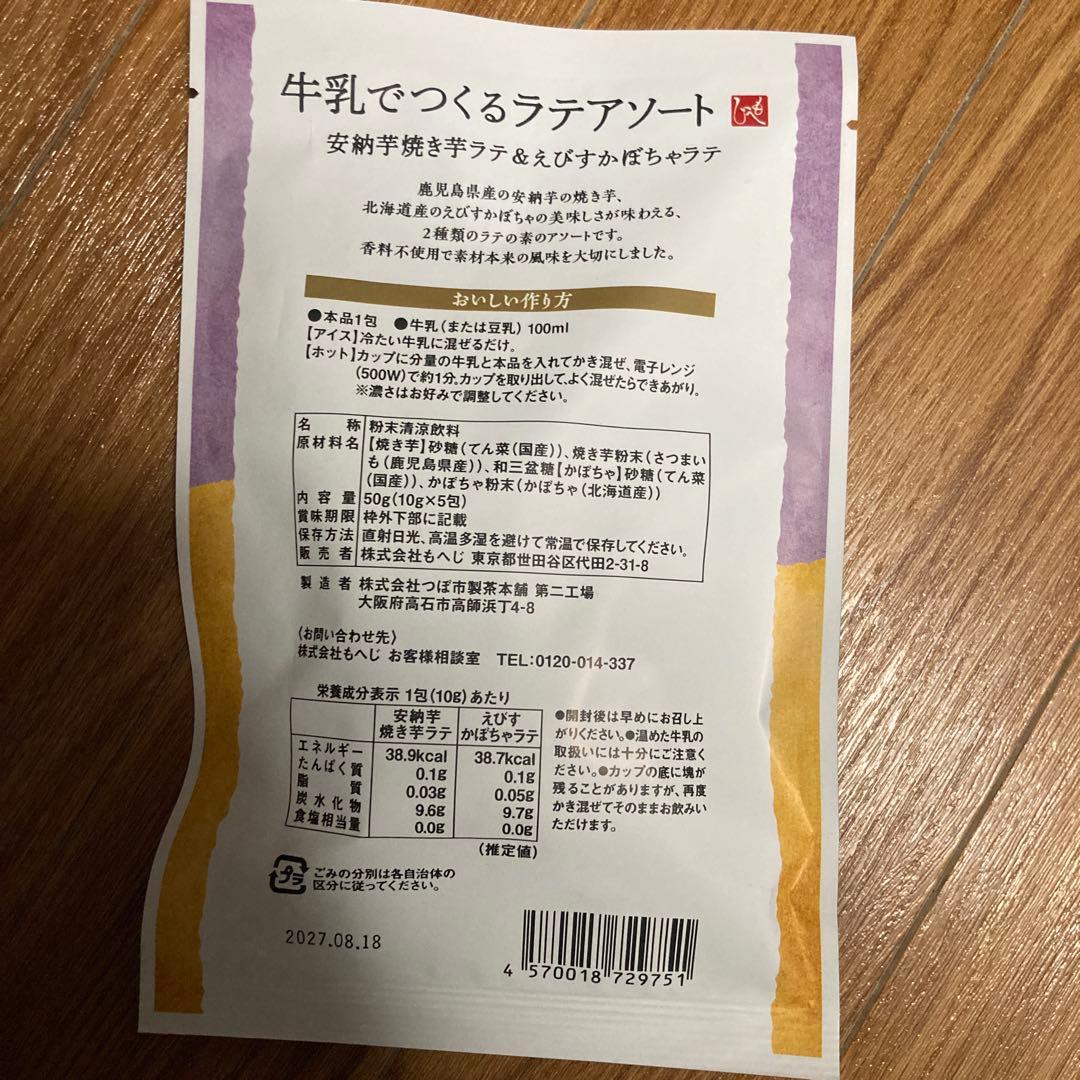 牛乳でつくるラテアソート
もへじ
安納芋焼き芋ラテ&えびすかぼちゃラテ
鹿児島県産の安納芋の焼き芋、
北海道産のえびすかぼちゃの美味しさが味わえる、
2種類のラテの素のアソートです。
香料不使用で素材本来の風味を大切にしました。
おいしい作り方
●本品1包 ●牛乳(または豆乳) 100ml
【アイス】冷たい牛乳に混ぜるだけ。
【ホット】カップに分量の牛乳と本品を入れてかき混ぜ、電子レンジ
(500W)で約1分。カップを取り出して、よく混ぜたらできあがり。
※濃さはお好みで調整してください。
名称 粉末清涼飲料
原材料名 【焼き芋】砂糖(てん菜(国産))、焼き芋粉末(さつまい
も(鹿児島県産))、和三盆糖【かぼちゃ】砂糖(てん菜
(国産))、かぼちゃ粉末(かぼちゃ(北海道産))
内容量 50g(10g×5包)
賞味期限 枠外下部に記載
保存方法 直射日光、高温多湿を避けて常温で保存してください。
販売者 株式会社もへじ 東京都世田谷区代田2-31-8
製造者 株式会社つぼ市製茶本舗 第二工場
大阪府高石市高師浜丁4-8
〈お問い合わせ先〉
株式会社もへじ お客様相談室 TEL:0120-014-337
栄養成分表示 1包(10g)あたり
安納芋焼き芋ラテ えびすかぼちゃラテ
エネルギー 38.9kcal 38.7kcal
たんぱく質 0.1g 0.1g
脂質 0.03g 0.05g
炭水化物 9.6g 9.7g
食塩相当量 0.0g 0.0g
(推定値)
●開封後は早めにお召し上
がりください。●温めた牛乳の
取扱いには十分にご注意く
ださい。●カップの底に塊が
残ることがありますが、再度
かき混ぜてそのままお飲みい
ただけます。
プラ
ごみの分別は各自治体の
区分に従ってください。
2027.08.18
4 570018 729751